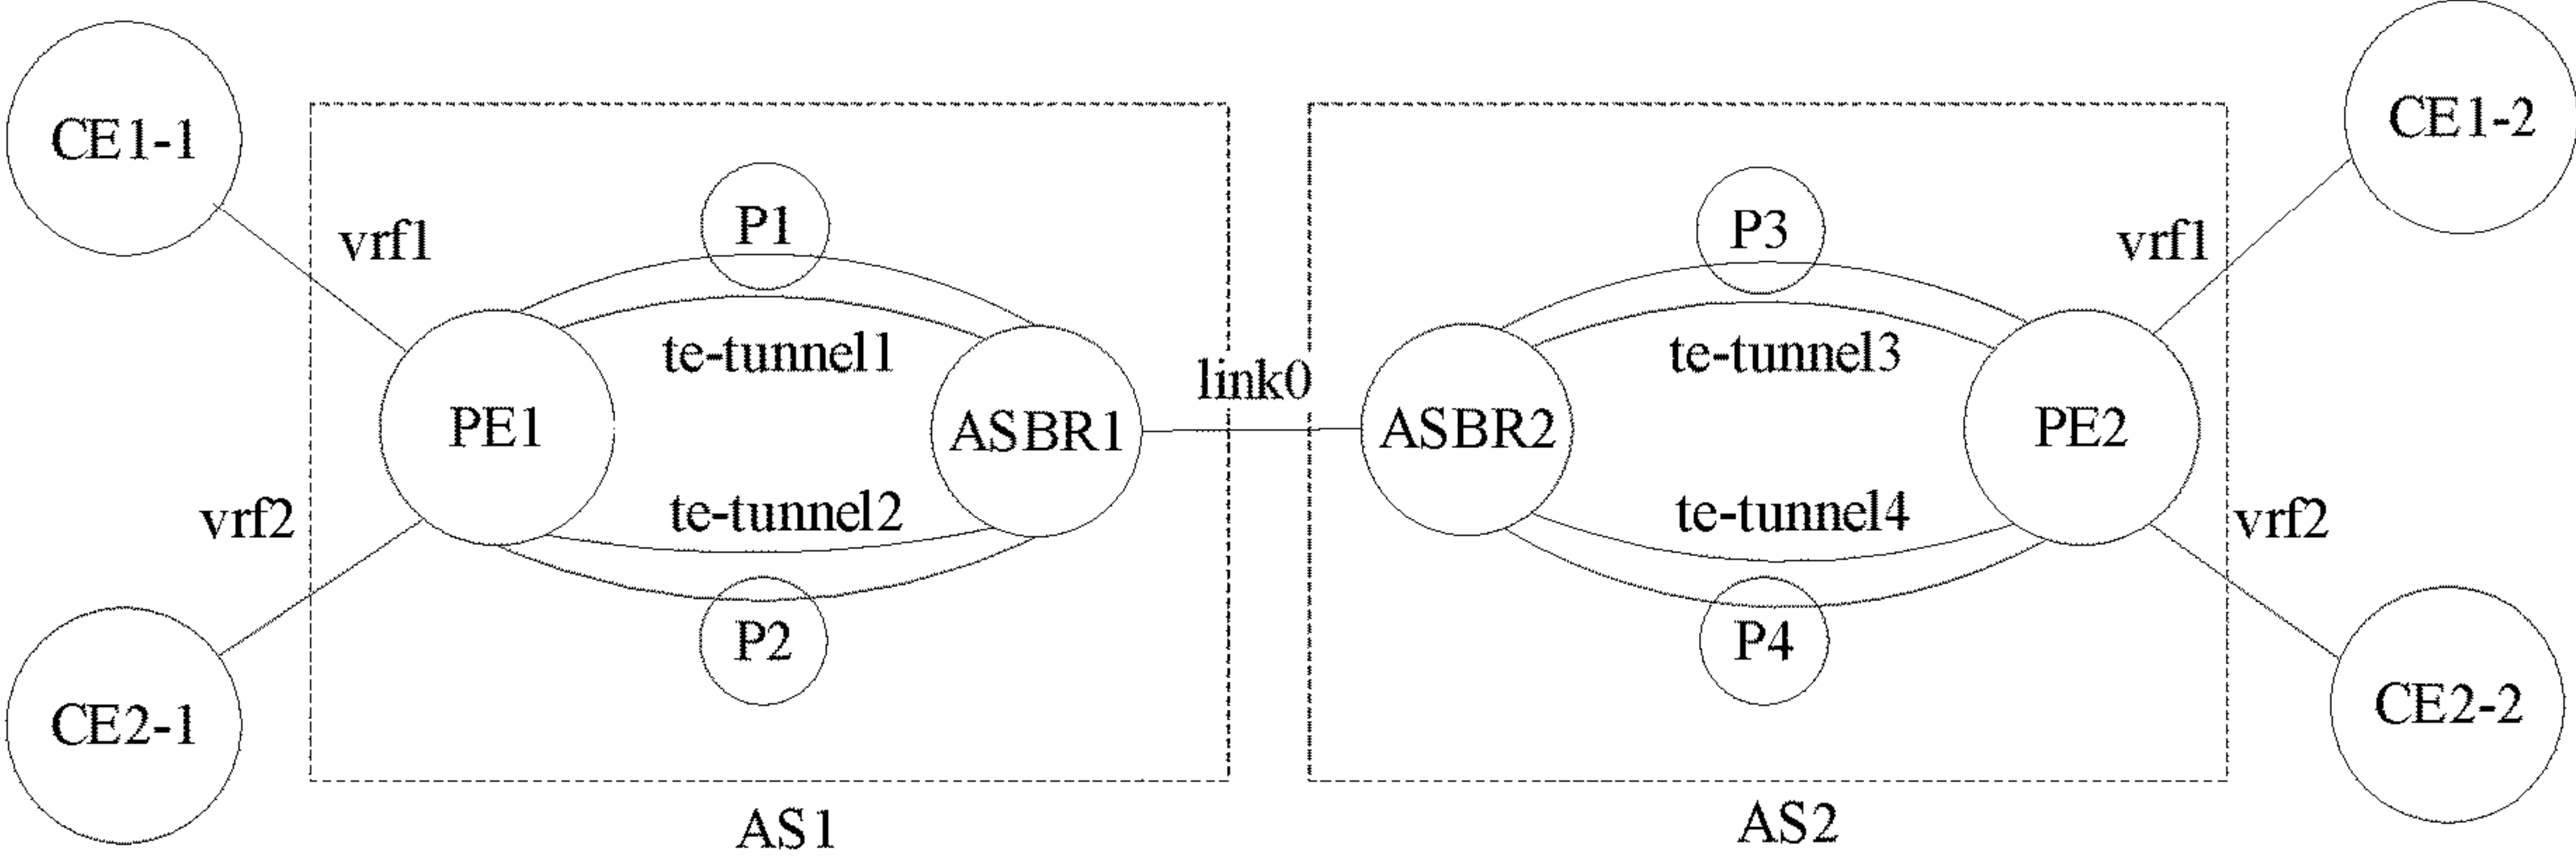 CE1-1
CE1-2
P1
P3
vrf1
vrf1
te-tunnel1
te-tunnel3
link0
PE1
ASBR1
ASBR2
PE2
te-tunnel2
te-tunnel4
vrf2
vrf2
P2
P4
CE2-1
CE2-2
AS1
AS2